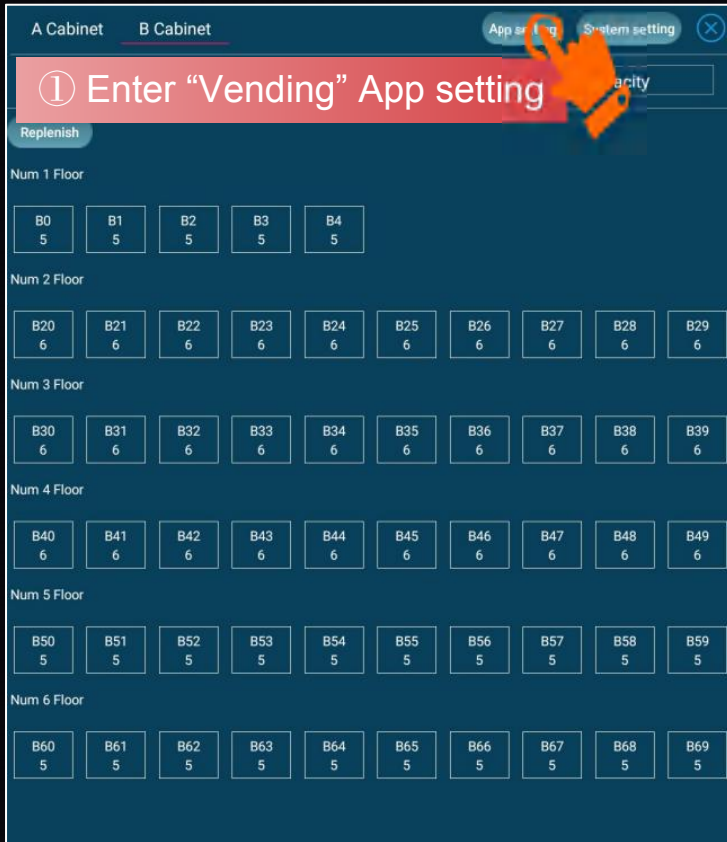 A Cabinet B Cabinet App setting System setting
① Enter “Vending” App setting
Replenish
Num 1 Floor
B0 B1 B2 B3 B4
5 5 5 5 5
Num 2 Floor
B20 B21 B22 B23 B24 B25 B26 B27 B28 B29
6 6 6 6 6 6 6 6 6 6
Num 3 Floor
B30 B31 B32 B33 B34 B35 B36 B37 B38 B39
6 6 6 6 6 6 6 6 6 6
Num 4 Floor
B40 B41 B42 B43 B44 B45 B46 B47 B48 B49
6 6 6 6 6 6 6 6 6 6
Num 5 Floor
B50 B51 B52 B53 B54 B55 B56 B57 B58 B59
5 5 5 5 5 5 5 5 5 5
Num 6 Floor
B60 B61 B62 B63 B64 B65 B66 B67 B68 B69
5 5 5 5 5 5 5 5 5 5